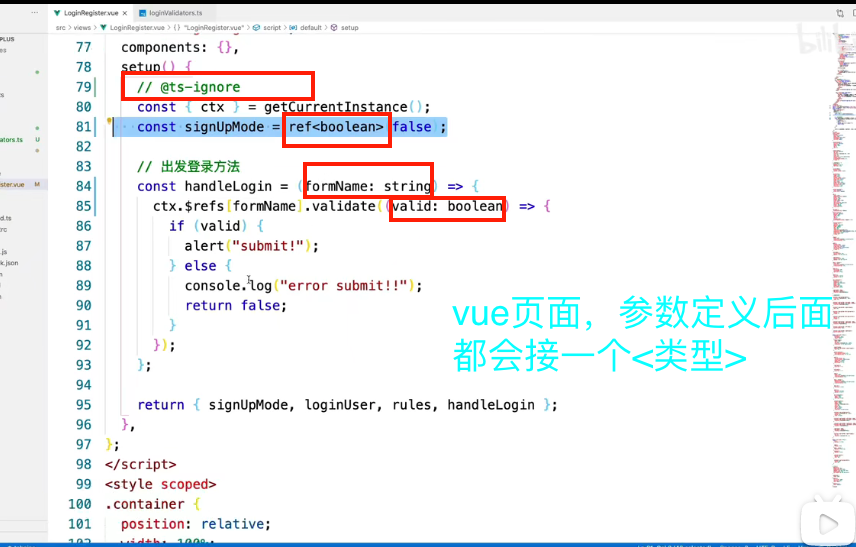 LoginRegister.vue ×
loginValidators.ts
src > views > LoginRegister.vue > {} "LoginRegister.vue" > script > default > setup
77 components: {},
78 setup() {
79 // @ts-ignore
80 const { ctx } = getCurrentInstance();
81 const signUpMode = ref<boolean>(false);
82
83 // 出发登录方法
84 const handleLogin = (formName: string) => {
85 ctx.$refs[formName].validate((valid: boolean) => {
86 if (valid) {
87 alert("submit!");
88 } else {
89 console.log("error submit!!");
90 return false;
91 }
92 });
93 };
94
95 return { signUpMode, loginUser, rules, handleLogin };
96 },
97 };
98 </script>
99 <style scoped>
100 .container {
101 position: relative;
102 width: 100%;
vue页面，参数定义后面
都会接一个<类型>
PLUS
ators.ts U
gister.vue M
d.ts
rc
.js
k.json